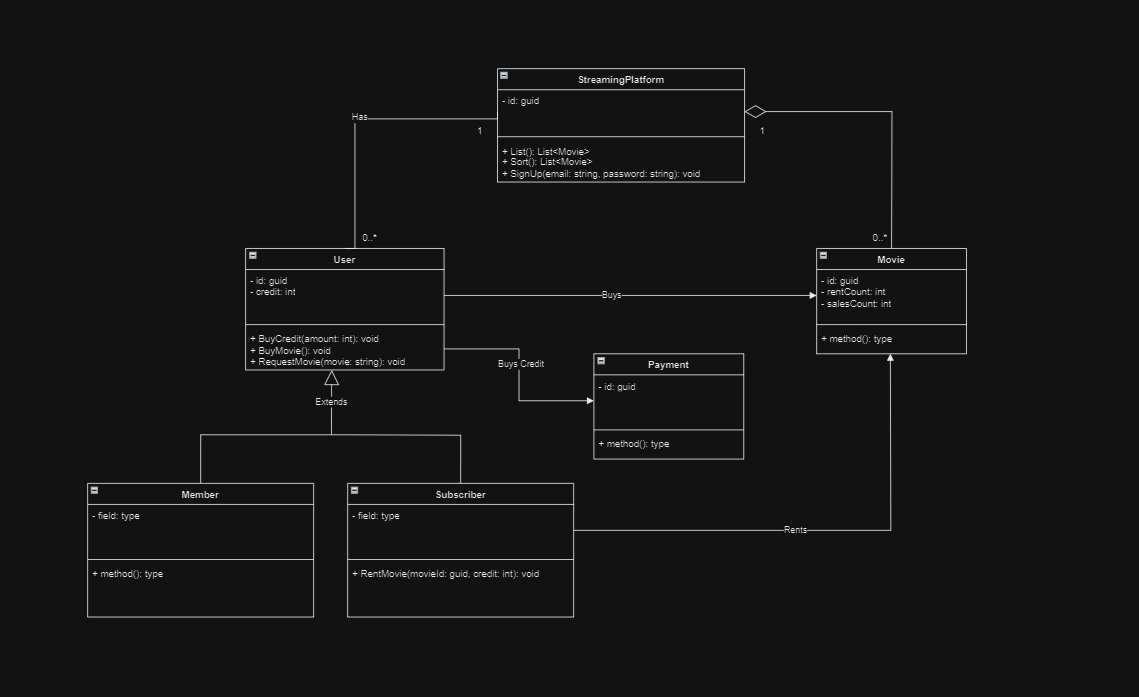 StreamingPlatform
- id: guid
+ List(): List<Movie>
+ Sort(): List<Movie>
+ SignUp(email: string, password: string): void
Has
1
1
0..*
0..*
User
- id: guid
- credit: int
+ BuyCredit(amount: int): void
+ BuyMovie(): void
+ RequestMovie(movie: string): void
Buys
Movie
- id: guid
- rentCount: int
- salesCount: int
+ method(): type
Buys Credit
Payment
- id: guid
+ method(): type
Extends
Member
- field: type
+ method(): type
Subscriber
- field: type
+ RentMovie(movieId: guid, credit: int): void
Rents